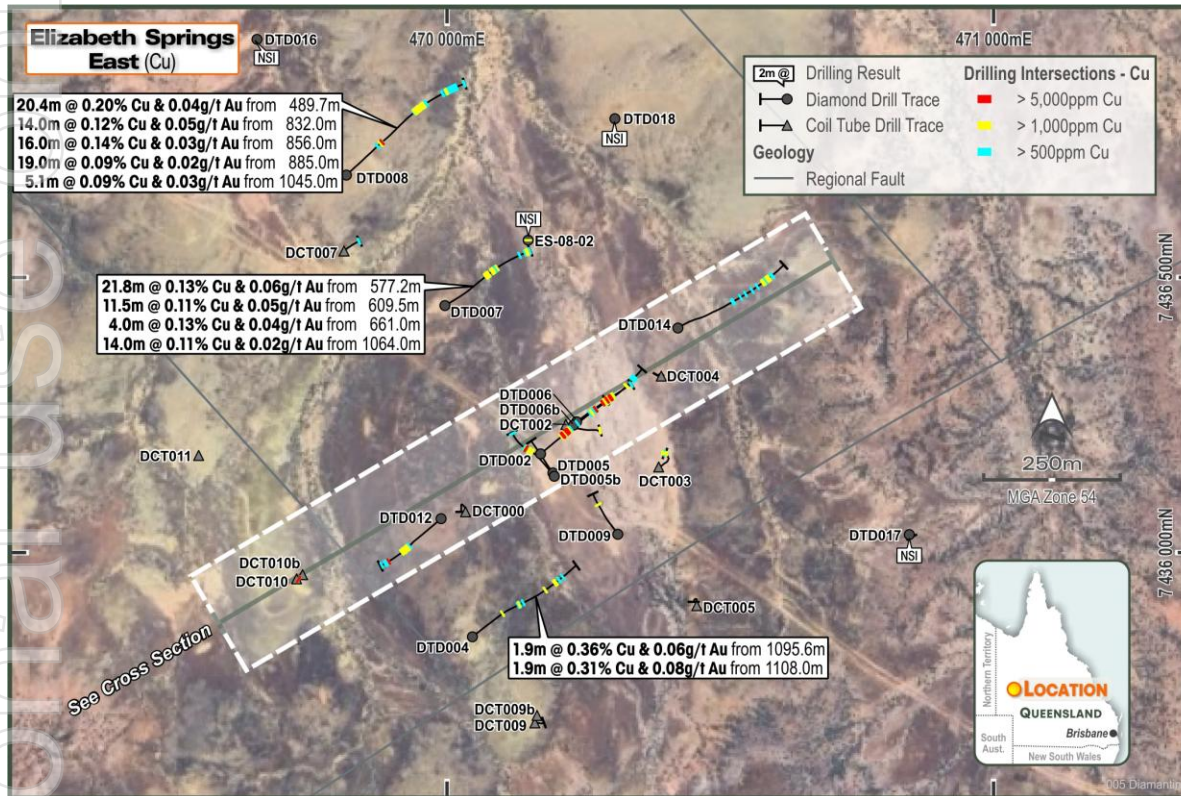 Elizabeth Springs
East (Cu)
DTD016
NSI
470 000mE
471 000mE
2m @ Drilling Result
Diamond Drill Trace
Coil Tube Drill Trace
Geology
Regional Fault
Drilling Intersections - Cu
> 5,000ppm Cu
> 1,000ppm Cu
> 500ppm Cu
20.4m @ 0.20% Cu & 0.04g/t Au from 489.7m
14.0m @ 0.12% Cu & 0.05g/t Au from 832.0m
16.0m @ 0.14% Cu & 0.03g/t Au from 856.0m
19.0m @ 0.09% Cu & 0.02g/t Au from 885.0m
5.1m @ 0.09% Cu & 0.03g/t Au from 1045.0m
DTD018
NSI
DTD008
NSI
ES-08-02
DCT007
21.8m @ 0.13% Cu & 0.06g/t Au from 577.2m
11.5m @ 0.11% Cu & 0.05g/t Au from 609.5m
4.0m @ 0.13% Cu & 0.04g/t Au from 661.0m
14.0m @ 0.11% Cu & 0.02g/t Au from 1064.0m
DTD007
7 436 500mN
DTD014
DCT004
DTD006
DTD006b
DCT002
DTD002
DTD005
DTD005b
DCT003
DCT011
250m
MGA Zone 54
DCT000
DTD012
DTD009
DTD017
NSI
7 436 000mN
DCT010b
DCT010
DCT005
DTD004
1.9m @ 0.36% Cu & 0.06g/t Au from 1095.6m
1.9m @ 0.31% Cu & 0.08g/t Au from 1108.0m
See Cross Section
DCT009b
DCT009
Northern Territory
LOCATION
QUEENSLAND
Brisbane
South
Aust.
New South Wales